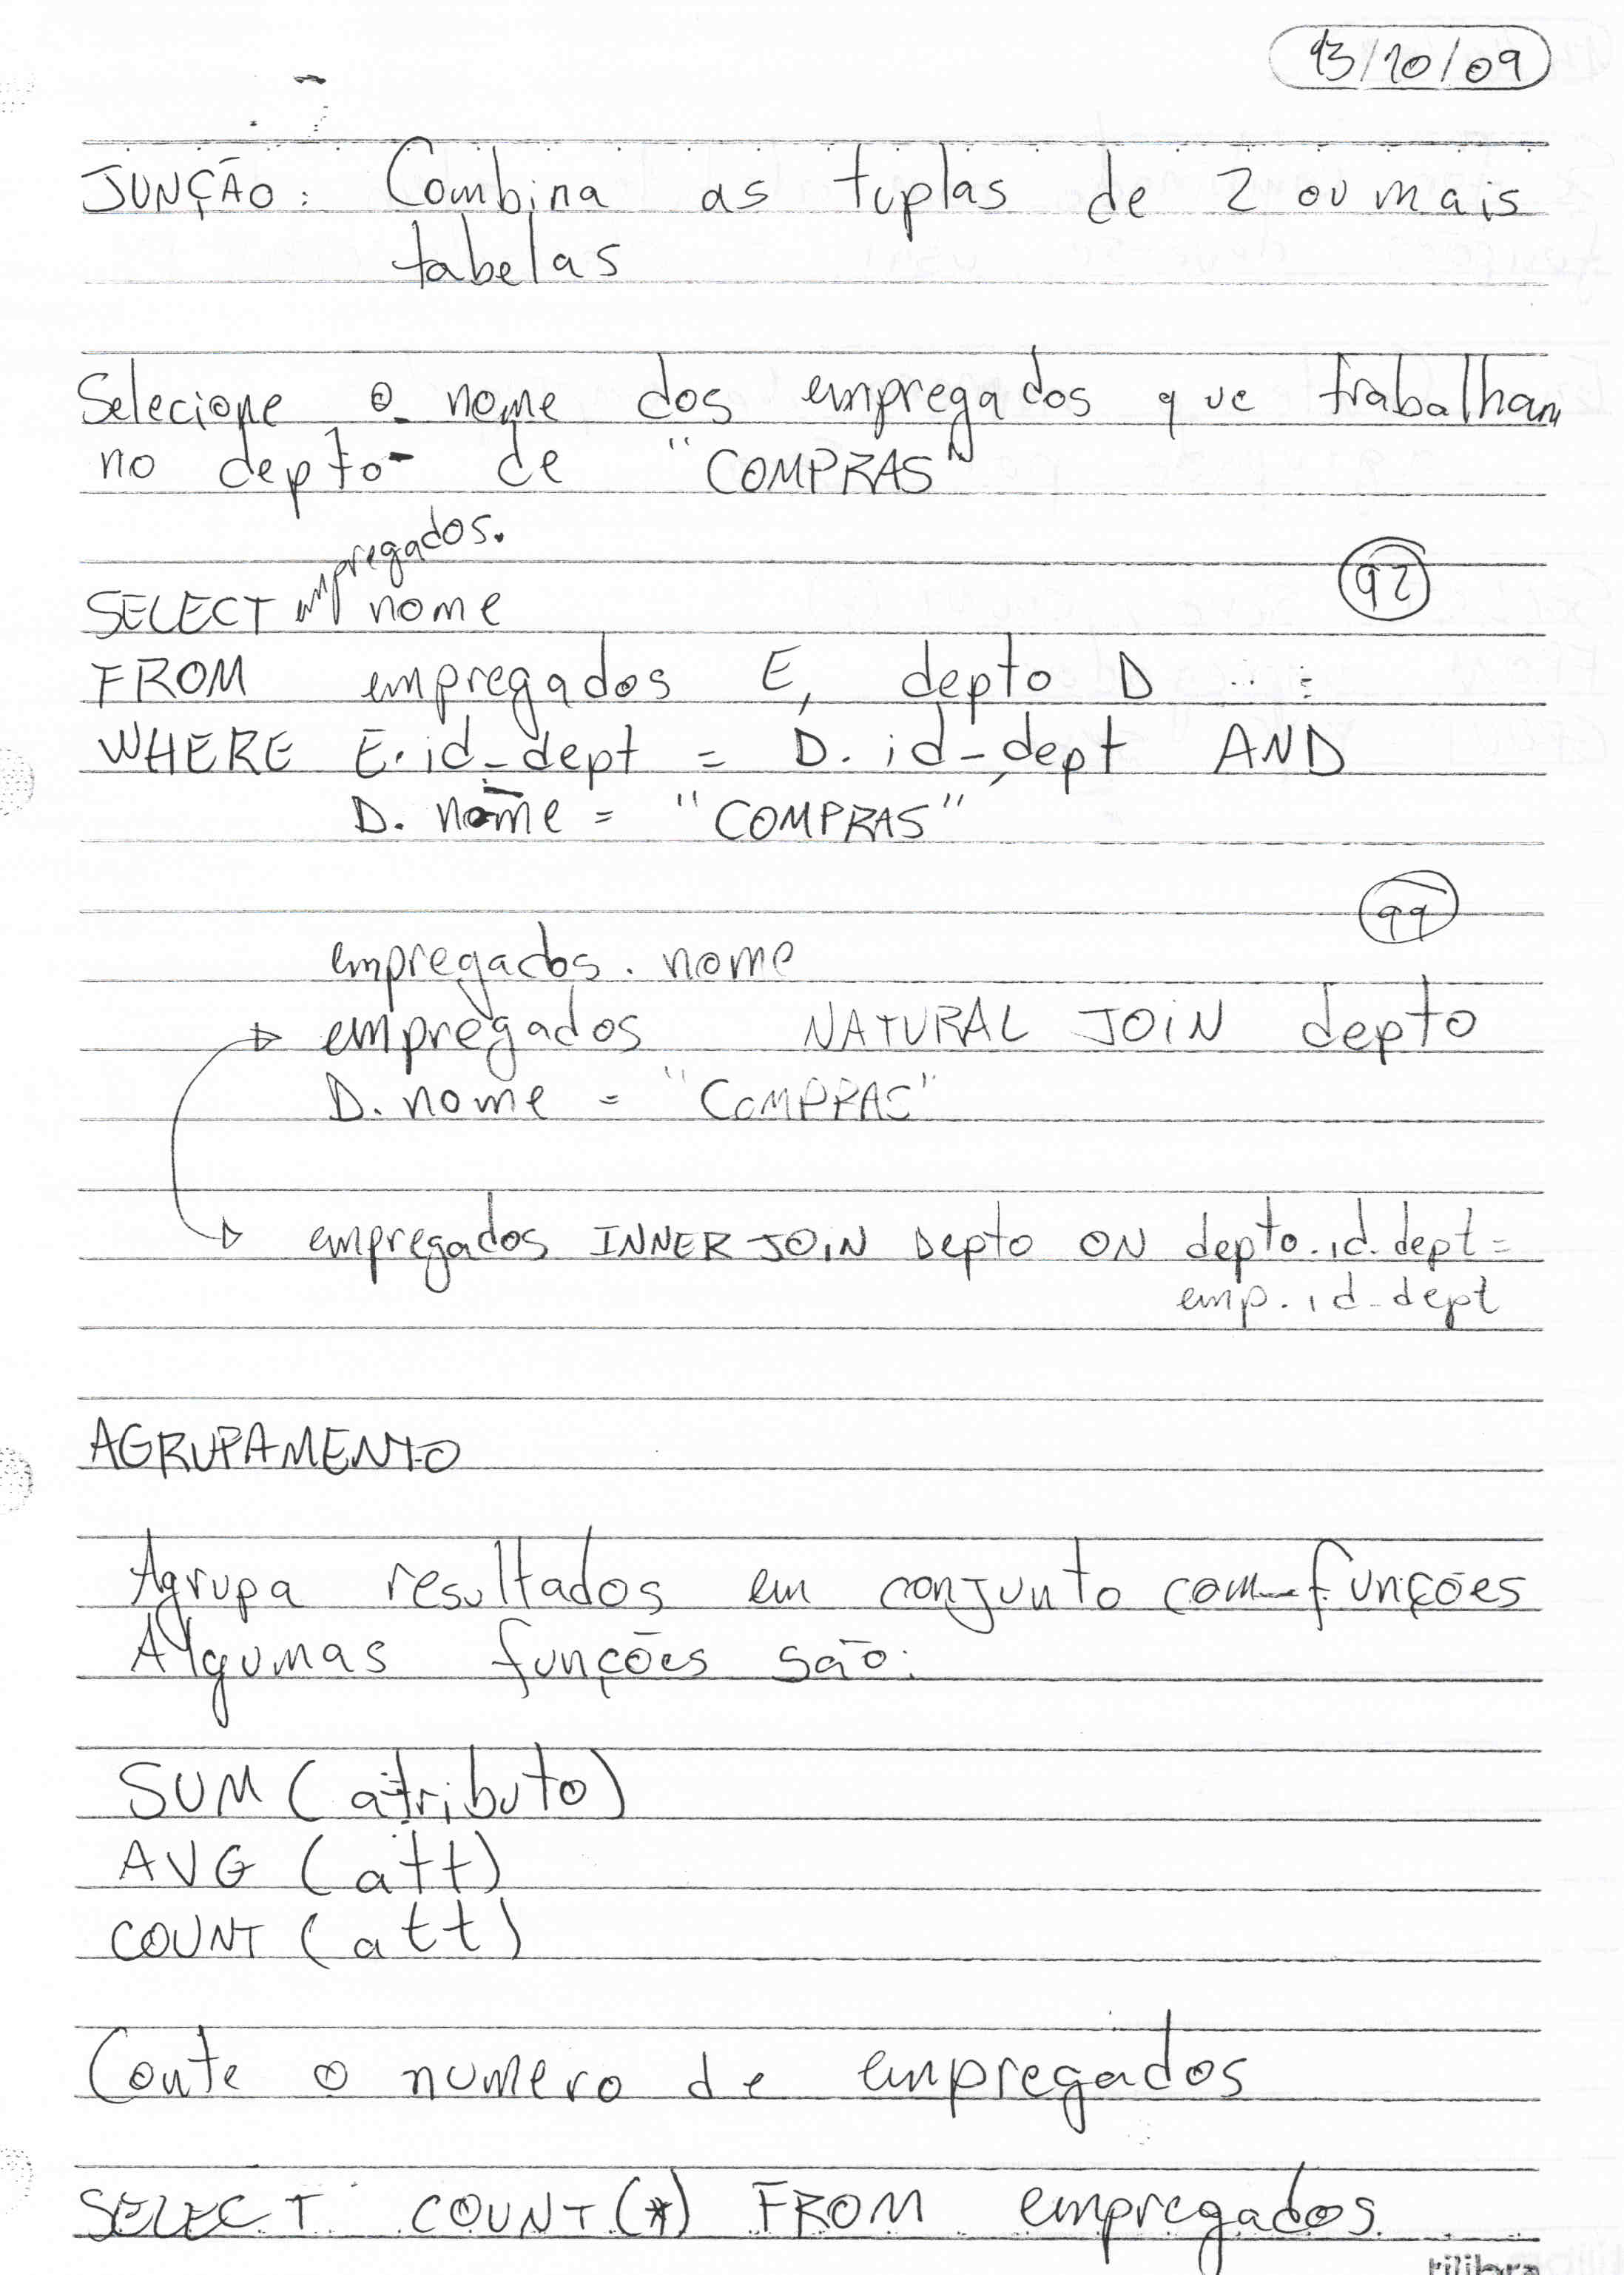 13/10/09
JUNÇÃO: Combina as tuplas de 2 ou mais
tabelas
Selecione o nome dos empregados que trabalham
no depto de "COMPRAS"
empregados.
SELECT nome
92
FROM empregados E, depto D
WHERE E.id_dept = D.id_dept AND
D.nome = "COMPRAS"
99
empregados.nome
empregados NATURAL JOIN depto
D.nome = "COMPRAS"
empregados INNER JOIN Depto ON depto.id_dept =
emp.id_dept
AGRUPAMENTO
Agrupa resultados em conjunto com funções
Algumas funções são:
SUM (atributo)
AVG (att)
COUNT (att)
Conte o numero de empregados
SELECT COUNT(*) FROM empregados
tilibra